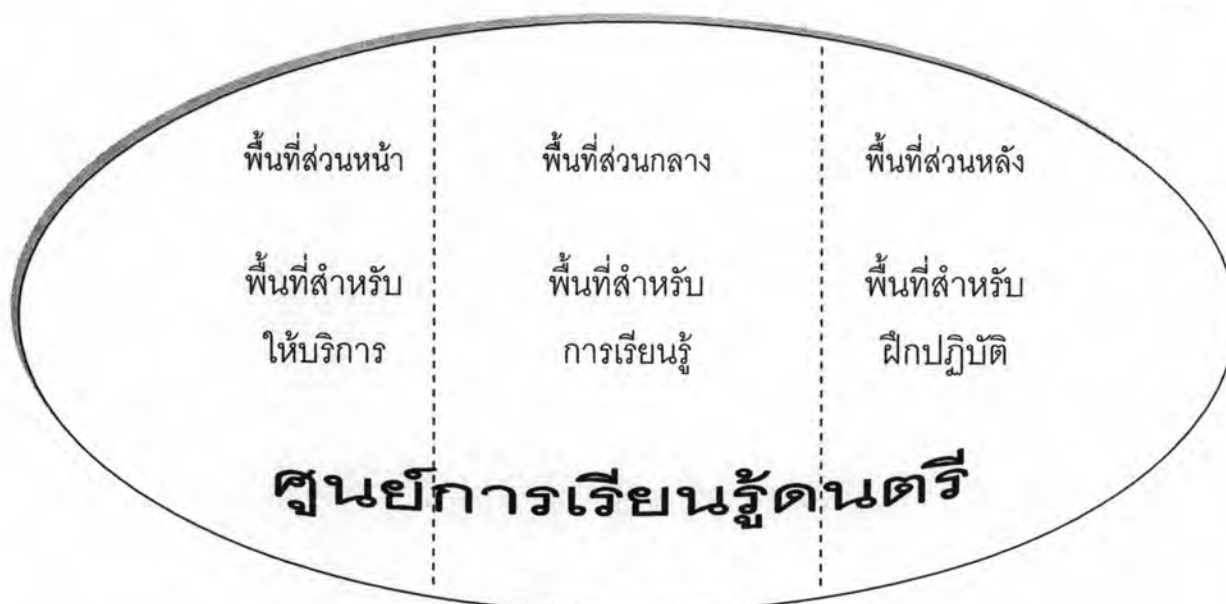 พื้นที่ส่วนหน้า
พื้นที่สำหรับ
ให้บริการ
พื้นที่ส่วนกลาง
พื้นที่สำหรับ
การเรียนรู้
พื้นที่ส่วนหลัง
พื้นที่สำหรับ
ฝึกปฏิบัติ
ศูนย์การเรียนรู้ดนตรี